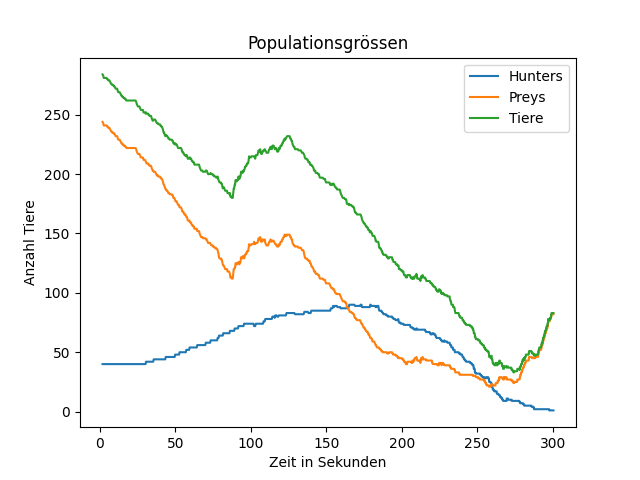 Populationsgrössen
Hunters
Preys
Tiere
Anzahl Tiere
250
200
150
100
50
0
0 50 100 150 200 250 300
Zeit in Sekunden